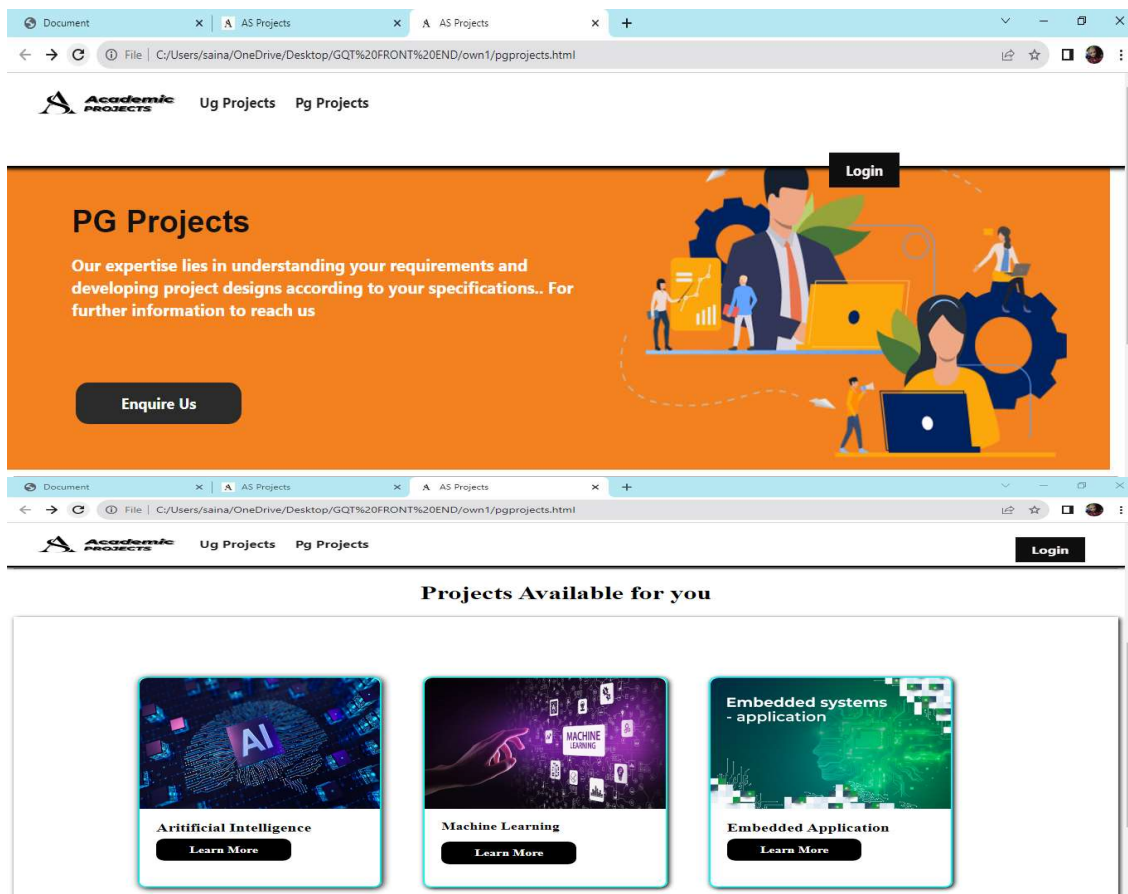 Document
AS Projects
AS Projects
File | C:/Users/saina/OneDrive/Desktop/GQT%20FRONT%20END/own1/pgprojects.html
A Academic PROJECTS
Ug Projects
Pg Projects
Login
PG Projects
Our expertise lies in understanding your requirements and
developing project designs according to your specifications.. For
further information to reach us
Enquire Us
Document
AS Projects
AS Projects
File | C:/Users/saina/OneDrive/Desktop/GQT%20FRONT%20END/own1/pgprojects.html
A Academic PROJECTS
Ug Projects
Pg Projects
Login
Projects Available for you
AI
MACHINE
LEARNING
Embedded systems
- application
Aritificial Intelligence
Machine Learning
Embedded Application
Learn More
Learn More
Learn More